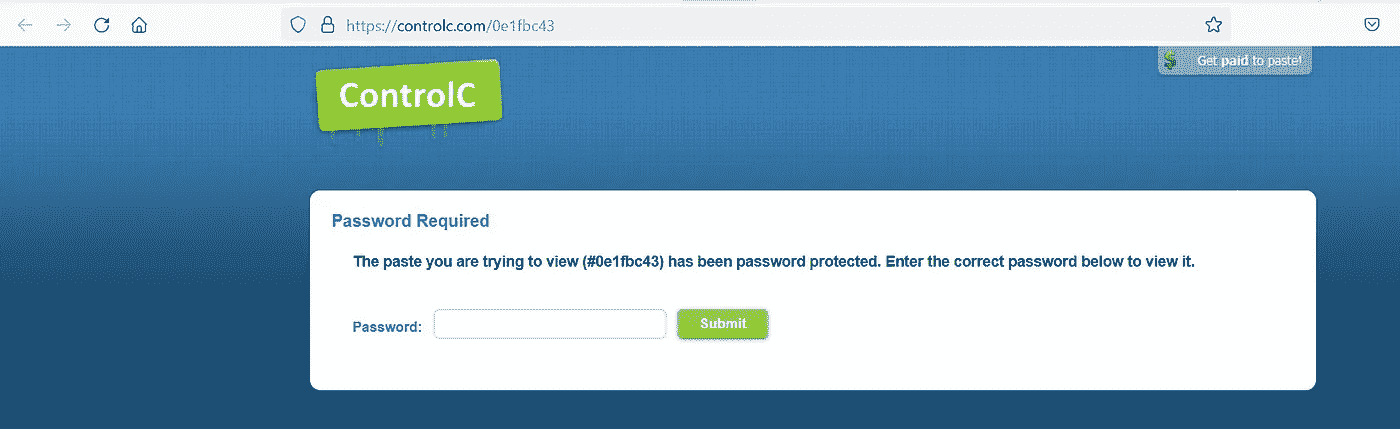 https://controlc.com/0e1fbc43
Get paid to paste!
ControlC
Password Required
The paste you are trying to view (#0e1fbc43) has been password protected. Enter the correct password below to view it.
Password:
Submit